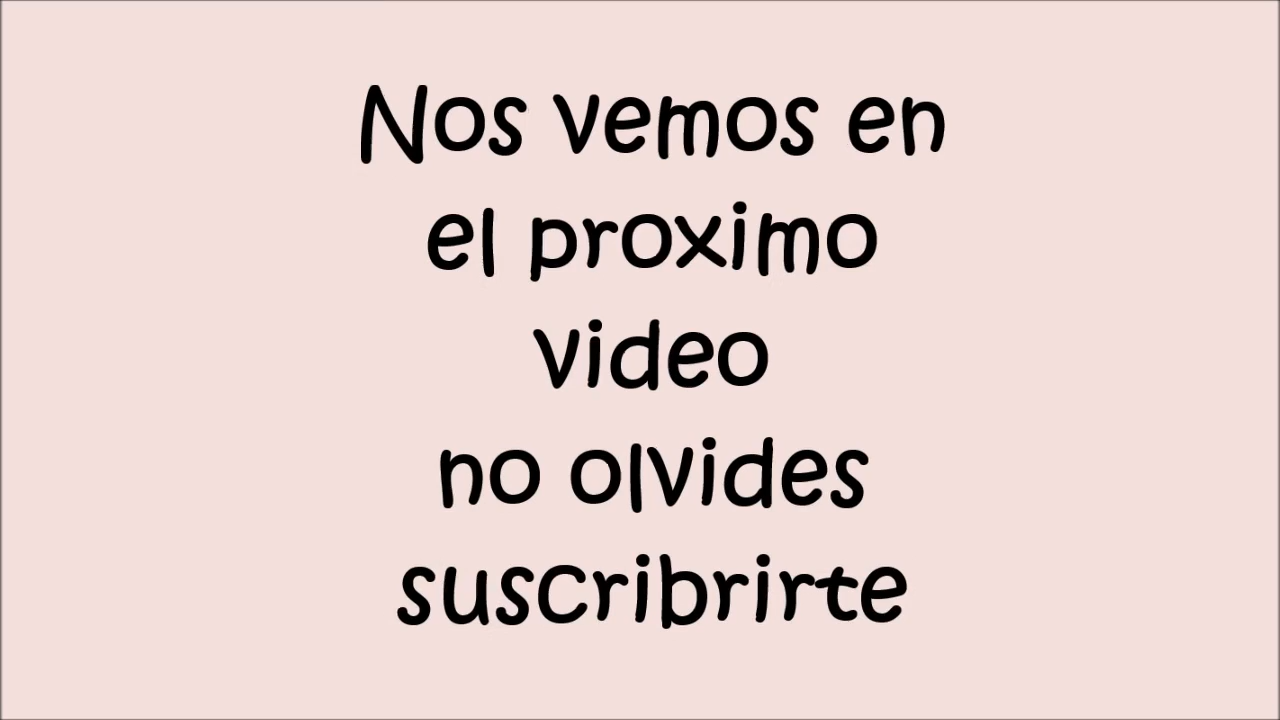 Nos vemos en
el proximo
video
no olvides
suscribrirte